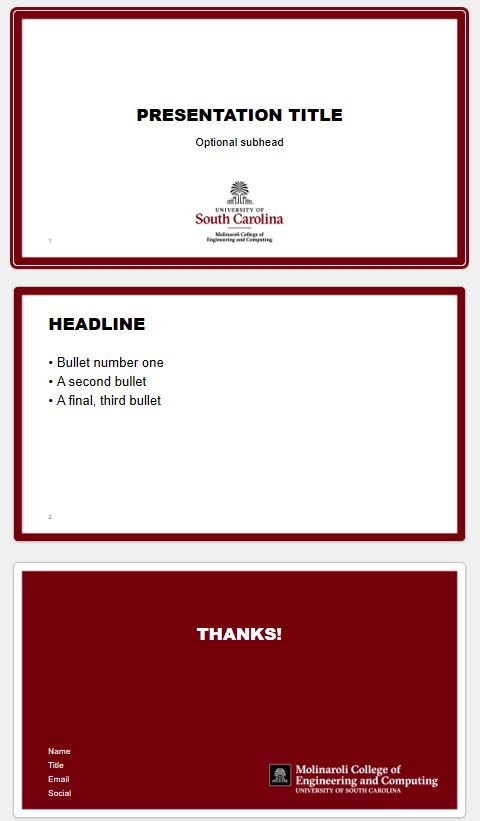 PRESENTATION TITLE
Optional subhead
UNIVERSITY OF
South Carolina
Molinaroli College of
Engineering and Computing
1
HEADLINE
• Bullet number one
• A second bullet
• A final, third bullet
2
THANKS!
Name
Title
Email
Social
Molinaroli College of
Engineering and Computing
UNIVERSITY OF SOUTH CAROLINA